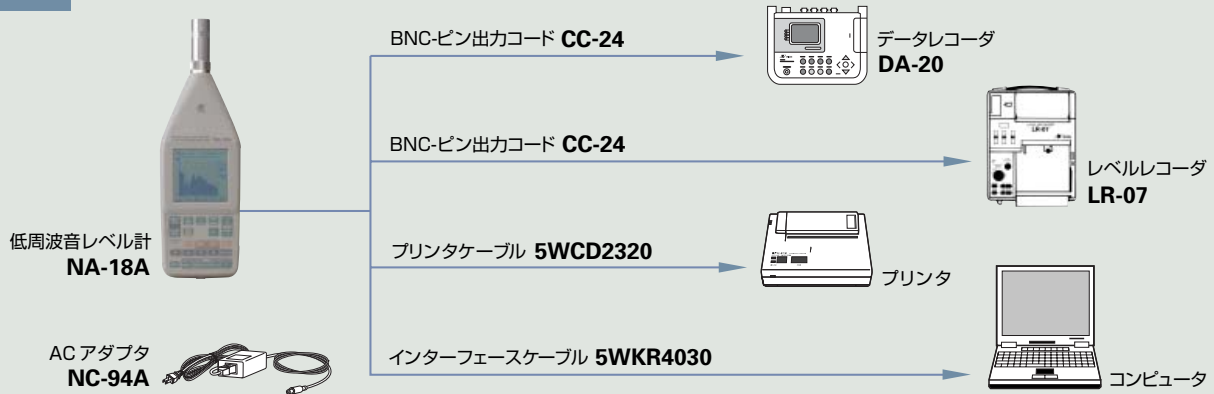 BNC-ピン出力コード CC-24
データレコーダ
DA-20
BNC-ピン出力コード CC-24
レベルレコーダ
LR-07
低周波音レベル計
NA-18A
プリンタケーブル 5WCD2320
プリンタ
ACアダプタ
NC-94A
インターフェースケーブル 5WKR4030
コンピュータ